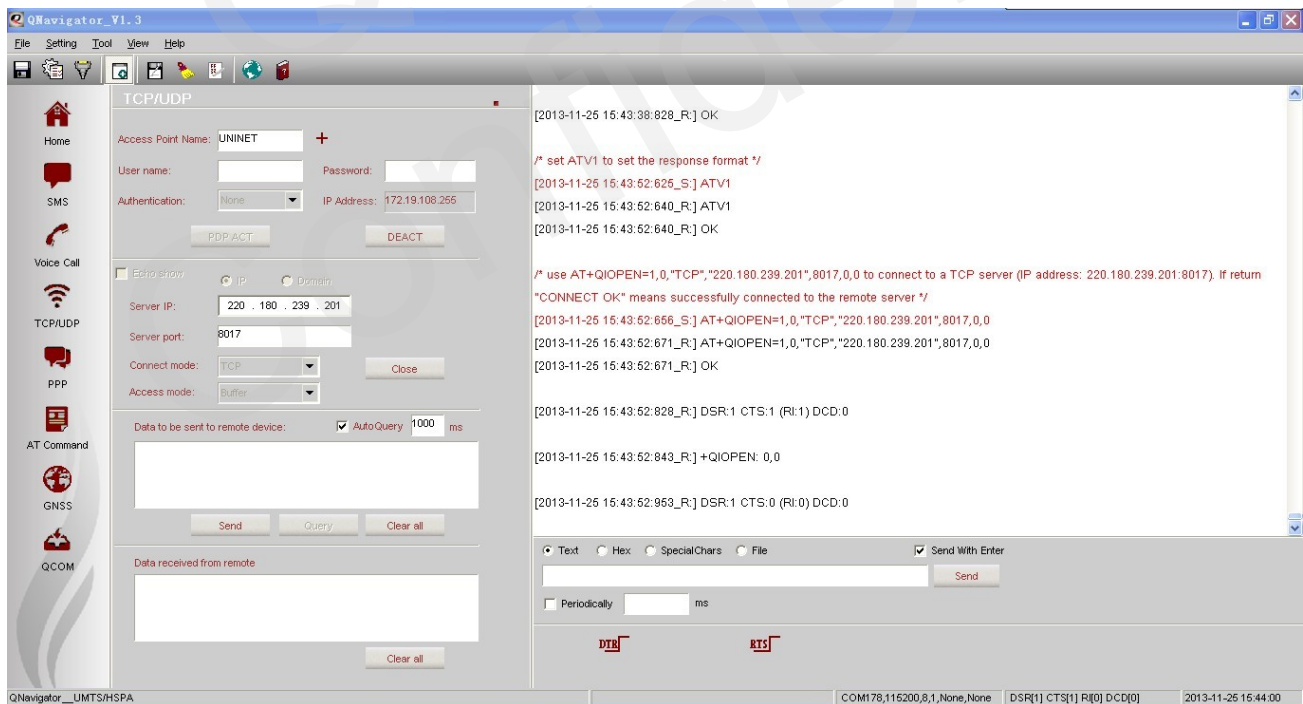 QNavigator_V1.3
File Setting Tool View Help
Home
SMS
Voice Call
TCP/UDP
PPP
AT Command
GNSS
QCOM
TCP/UDP
Access Point Name: UNINET
User name: Password:
Authentication: None IP Address: 172.19.108.255
PDP ACT DEACT
Echo show IP Domain
Server IP: 220 . 180 . 239 . 201
Server port: 8017
Connect mode: TCP Close
Access mode: Buffer
Data to be sent to remote device: AutoQuery 1000 ms
Send Query Clear all
Data received from remote
Clear all
[2013-11-25 15:43:38:828_R:] OK
/* set ATV1 to set the response format */
[2013-11-25 15:43:52:625_S:] ATV1
[2013-11-25 15:43:52:640_R:] ATV1
[2013-11-25 15:43:52:640_R:] OK
/* use AT+QIOPEN=1,0,"TCP","220.180.239.201",8017,0,0 to connect to a TCP server (IP address: 220.180.239.201:8017). If return
"CONNECT OK" means successfully connected to the remote server */
[2013-11-25 15:43:52:656_S:] AT+QIOPEN=1,0,"TCP","220.180.239.201",8017,0,0
[2013-11-25 15:43:52:671_R:] AT+QIOPEN=1,0,"TCP","220.180.239.201",8017,0,0
[2013-11-25 15:43:52:671_R:] OK
[2013-11-25 15:43:52:828_R:] DSR:1 CTS:1 (RI:1) DCD:0
[2013-11-25 15:43:52:843_R:] +QIOPEN: 0,0
[2013-11-25 15:43:52:953_R:] DSR:1 CTS:0 (RI:0) DCD:0
Text Hex SpecialChars File Send With Enter
Send
Periodically ms
DTR RTS
QNavigator__UMTS/HSPA COM178,115200,8,1,None,None DSR[1] CTS[1] RI[0] DCD[0] 2013-11-25 15:44:00